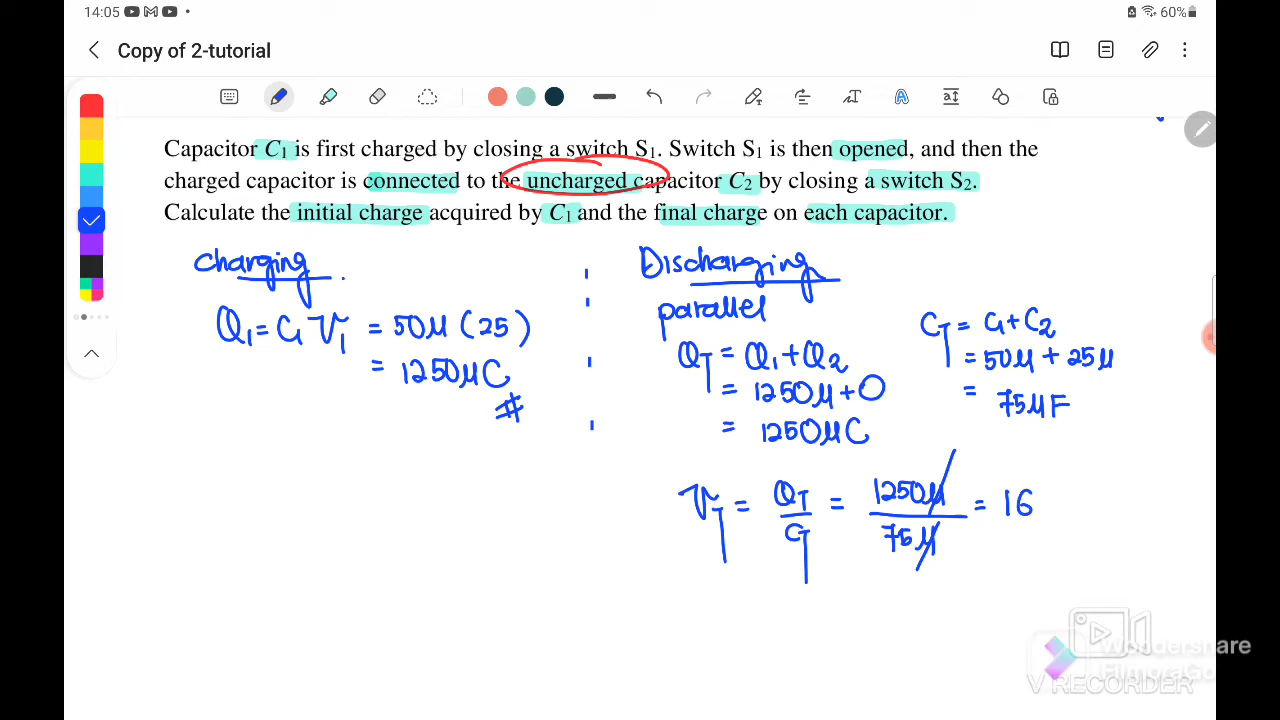 14:05
60%
Copy of 2-tutorial
Capacitor C1 is first charged by closing a switch S1. Switch S1 is then opened, and then the
charged capacitor is connected to the uncharged capacitor C2 by closing a switch S2.
Calculate the initial charge acquired by C1 and the final charge on each capacitor.
Charging
Q1 = C1 V1 = 50μ (25)
= 1250μC
#
Discharging
parallel
QT = Q1 + Q2
= 1250μ + 0
= 1250μC
CT = C1 + C2
= 50μ + 25μ
= 75μF
VT = QT / CT = 1250μ / 75μ = 16
Wondershare
FilmoraGo
V RECORDER